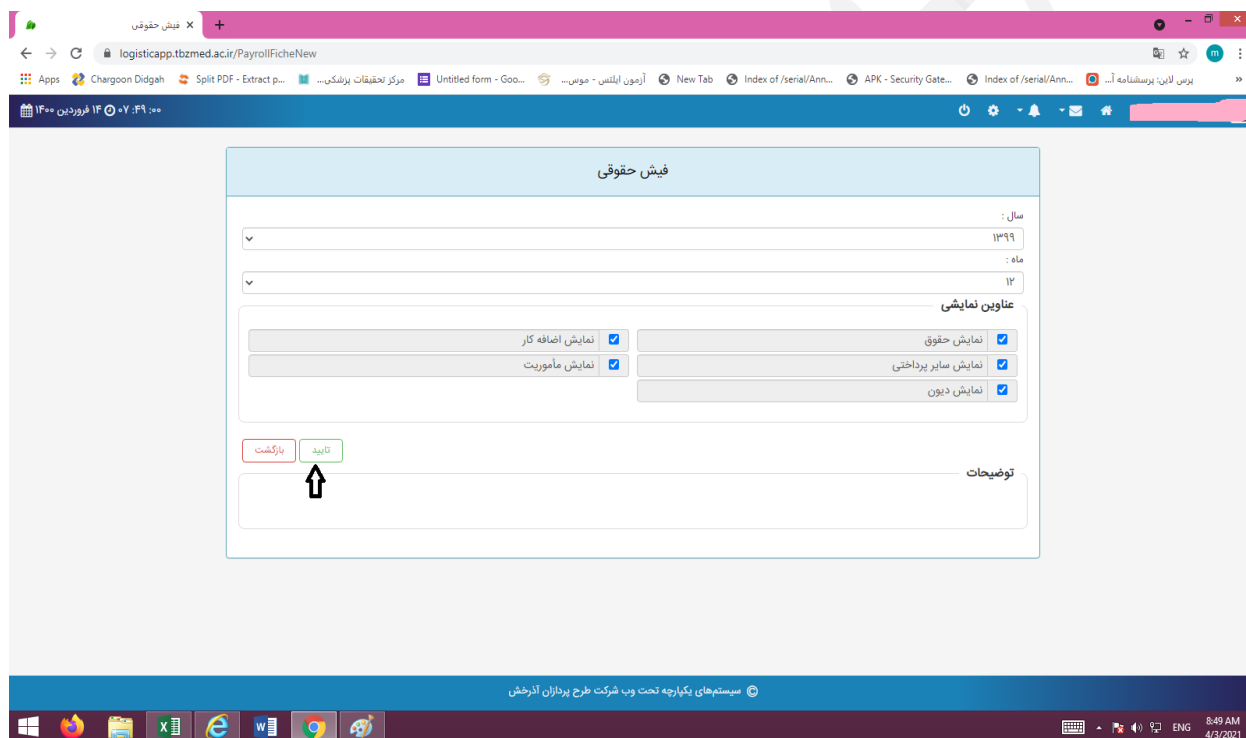 فیش حقوقی
logisticapp.tbzmed.ac.ir/PayrollFicheNew
m
Apps Chargoon Didgah Split PDF - Extract p... مرکز تحقیقات پزشکی... Untitled form - Goo... آزمون ایلتس - موس... New Tab Index of /serial/Ann... APK - Security Gate... Index of /serial/Ann... پرس لاین: پرسشنامه آ... »
۱۴ فروردین ۱۴۰۰ ۰۷ :۴۹ :۰۰
فیش حقوقی
سال :
۱۳۹۹
ماه :
۱۲
عناوین نمایشی
نمایش حقوق
نمایش اضافه کار
نمایش سایر پرداختی
نمایش مأموریت
نمایش دیون
تایید
بازگشت
توضیحات
© سیستم‌های یکپارچه تحت وب شرکت طرح پردازان آذرخش
ENG 8:49 AM
4/3/2021